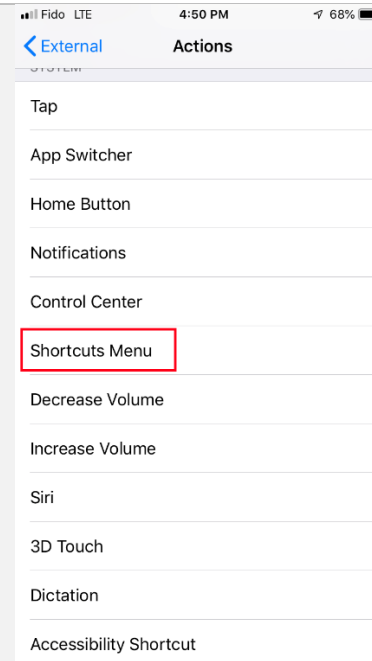 Fido LTE 4:50 PM 68%
External Actions
SYSTEM
Tap
App Switcher
Home Button
Notifications
Control Center
Shortcuts Menu
Decrease Volume
Increase Volume
Siri
3D Touch
Dictation
Accessibility Shortcut